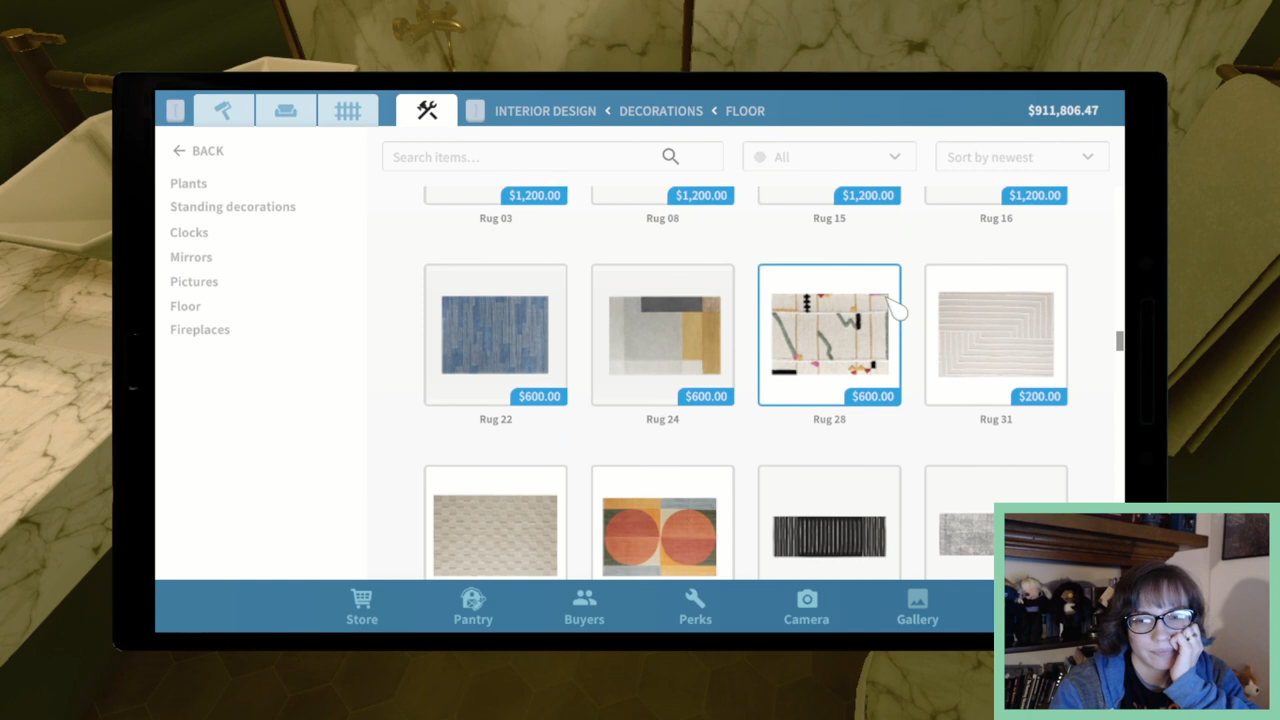 INTERIOR DESIGN < DECORATIONS < FLOOR
$911,806.47
BACK
Search items...
All
Sort by newest
Plants
Standing decorations
Clocks
Mirrors
Pictures
Floor
Fireplaces
$1,200.00
$1,200.00
$1,200.00
$1,200.00
Rug 03
Rug 08
Rug 15
Rug 16
$600.00
$600.00
$600.00
$200.00
Rug 22
Rug 24
Rug 28
Rug 31
Store
Pantry
Buyers
Perks
Camera
Gallery